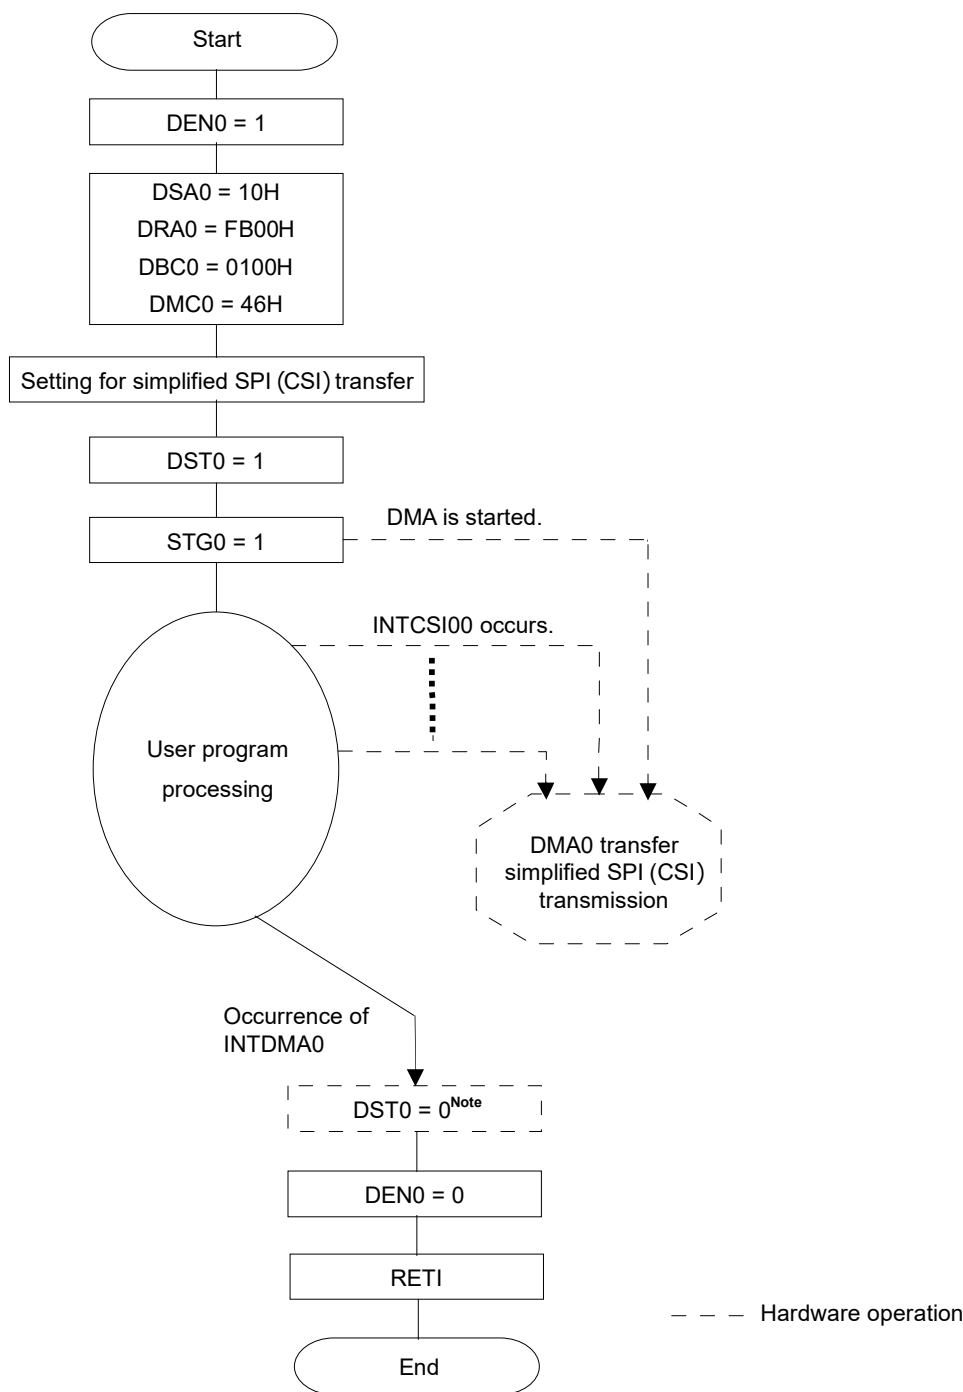 Start
DEN0 = 1
DSA0 = 10H
DRA0 = FB00H
DBC0 = 0100H
DMC0 = 46H
Setting for simplified SPI (CSI) transfer
DST0 = 1
DMA is started.
STG0 = 1
INTCSI00 occurs.
User program
processing
DMA0 transfer
simplified SPI (CSI)
transmission
Occurrence of
INTDMA0
DST0 = 0Note
DEN0 = 0
RETI
Hardware operation
End